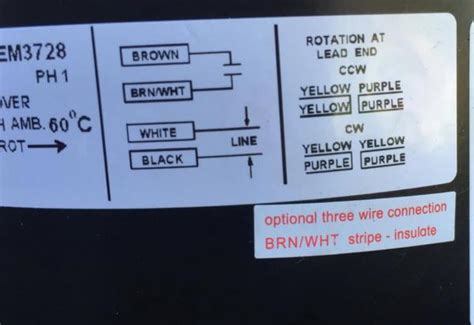 EM3728
PH 1
OVER
H AMB. 60°C
ROT
BROWN
BRN/WHT
WHITE
LINE
BLACK
ROTATION AT
LEAD END
CCW
YELLOW PURPLE
YELLOW PURPLE
CW
YELLOW YELLOW
PURPLE PURPLE
optional three wire connection
BRN/WHT stripe - insulate